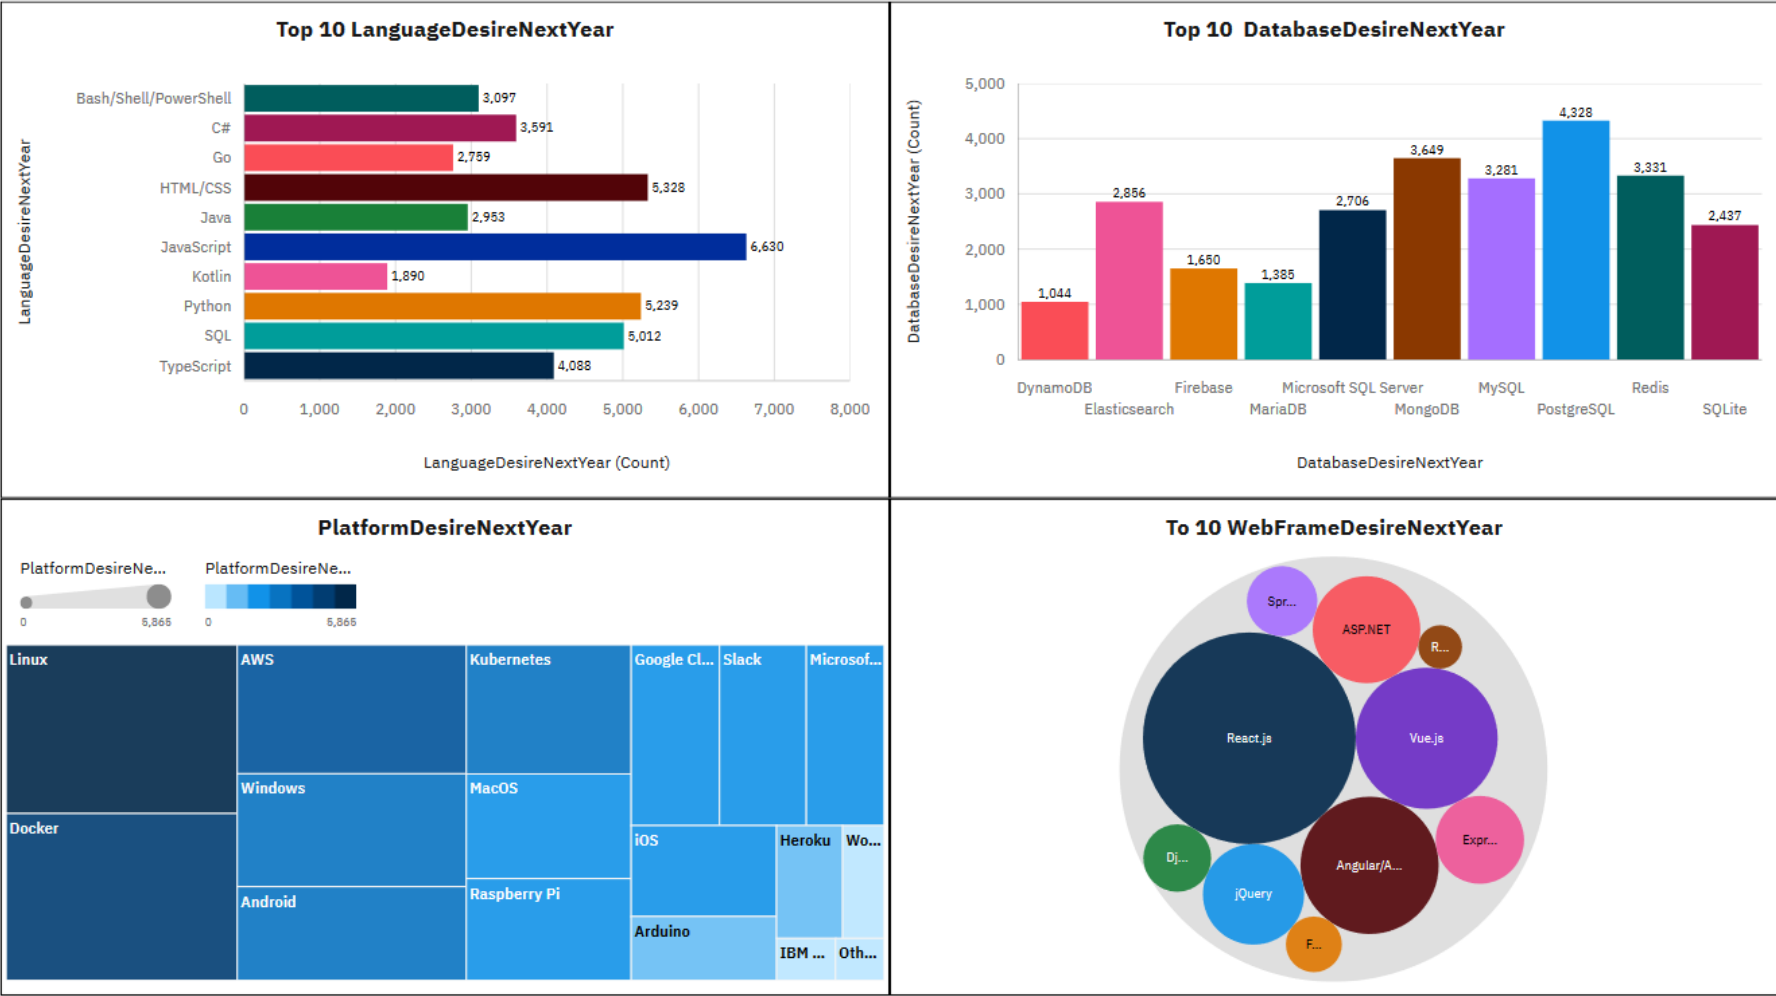 Top 10 LanguageDesireNextYear
LanguageDesireNextYear
Bash/Shell/PowerShell 3,097
C# 3,591
Go 2,759
HTML/CSS 5,328
Java 2,953
JavaScript 6,630
Kotlin 1,890
Python 5,239
SQL 5,012
TypeScript 4,088
0 1,000 2,000 3,000 4,000 5,000 6,000 7,000 8,000
LanguageDesireNextYear (Count)
Top 10 DatabaseDesireNextYear
DatabaseDesireNextYear (Count)
5,000
4,000
3,000
2,000
1,000
0
1,044 2,856 1,650 1,385 2,706 3,649 3,281 4,328 3,331 2,437
DynamoDB Firebase Microsoft SQL Server MySQL Redis
Elasticsearch MariaDB MongoDB PostgreSQL SQLite
DatabaseDesireNextYear
PlatformDesireNextYear
PlatformDesireNe... PlatformDesireNe...
0 5,865 0 5,865
Linux AWS Kubernetes Google Cl... Slack Microsof...
Windows MacOS
Docker iOS Heroku Wo...
Android Raspberry Pi
Arduino IBM ... Oth...
To 10 WebFrameDesireNextYear
Spr...
ASP.NET
R...
React.js
Vue.js
Expr...
Dj...
Angular/A...
jQuery
F...